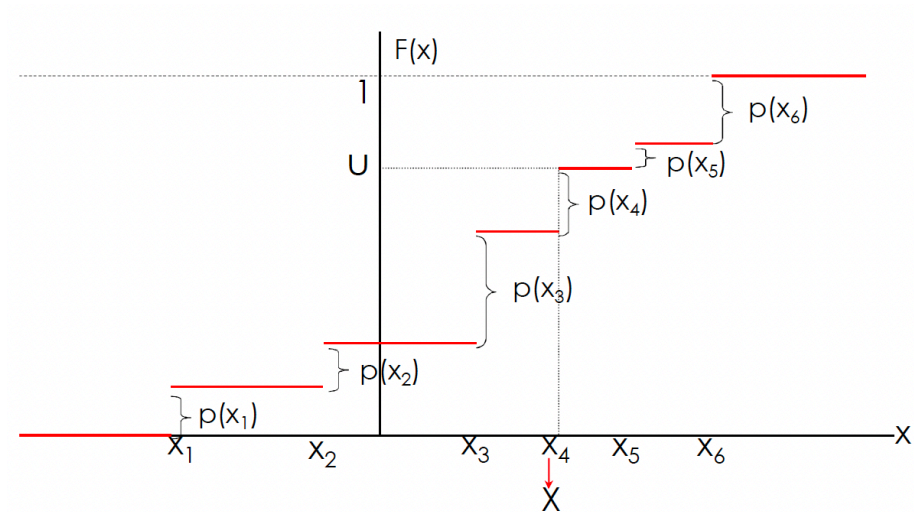 F(x)
1
p(x₆)
U
p(x₅)
p(x₄)
p(x₃)
p(x₂)
p(x₁)
X
X₁
X₂
X₃
X₄
X₅
X₆
X